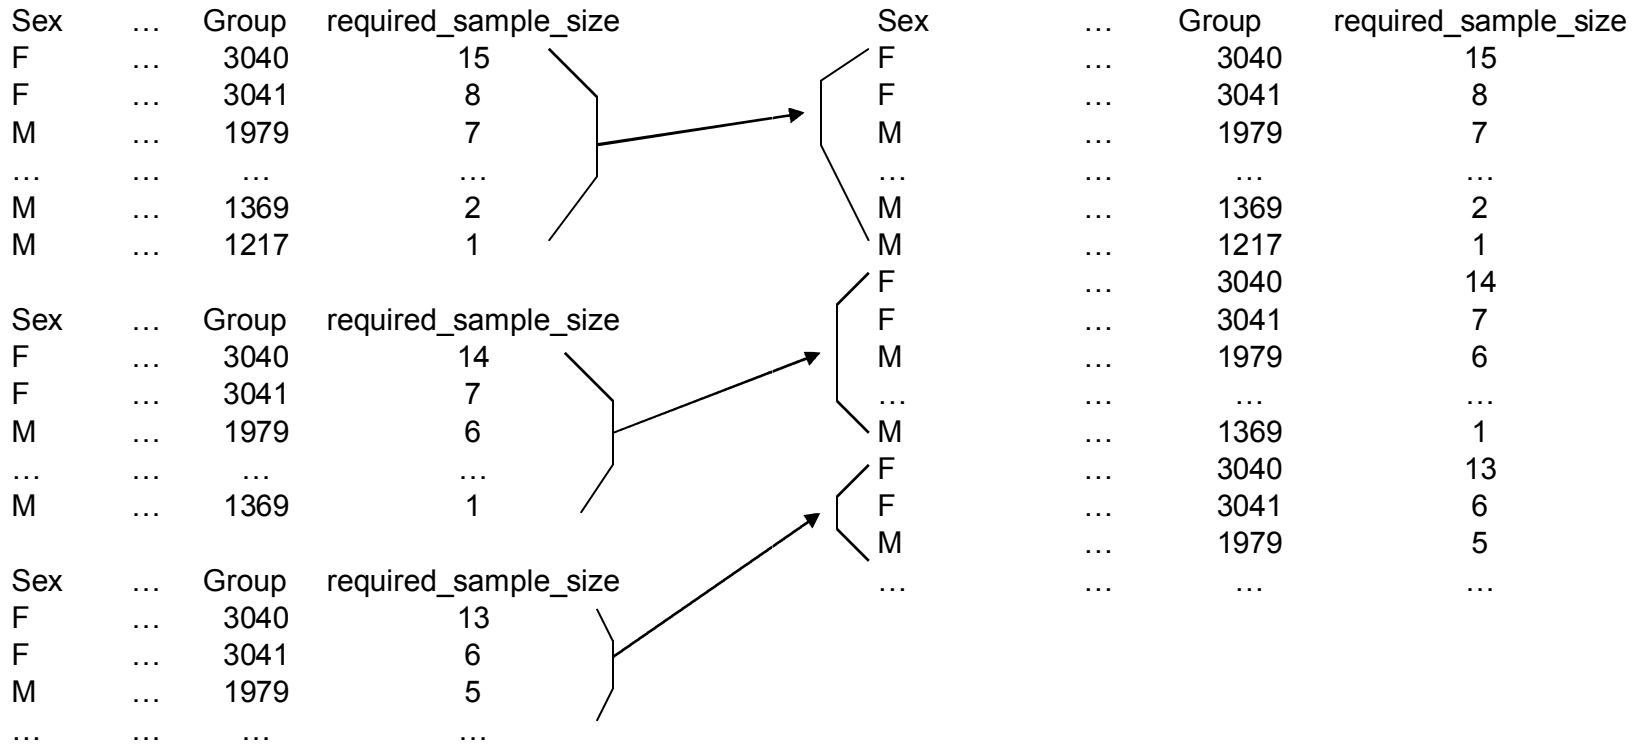 Sex … Group required_sample_size
F … 3040 15
F … 3041 8
M … 1979 7
… … … …
M … 1369 2
M … 1217 1
Sex … Group required_sample_size
F … 3040 14
F … 3041 7
M … 1979 6
… … … …
M … 1369 1
Sex … Group required_sample_size
F … 3040 13
F … 3041 6
M … 1979 5
… … … …
Sex … Group required_sample_size
F … 3040 15
F … 3041 8
M … 1979 7
… … … …
M … 1369 2
M … 1217 1
F … 3040 14
F … 3041 7
M … 1979 6
… … … …
M … 1369 1
F … 3040 13
F … 3041 6
M … 1979 5
… … … …